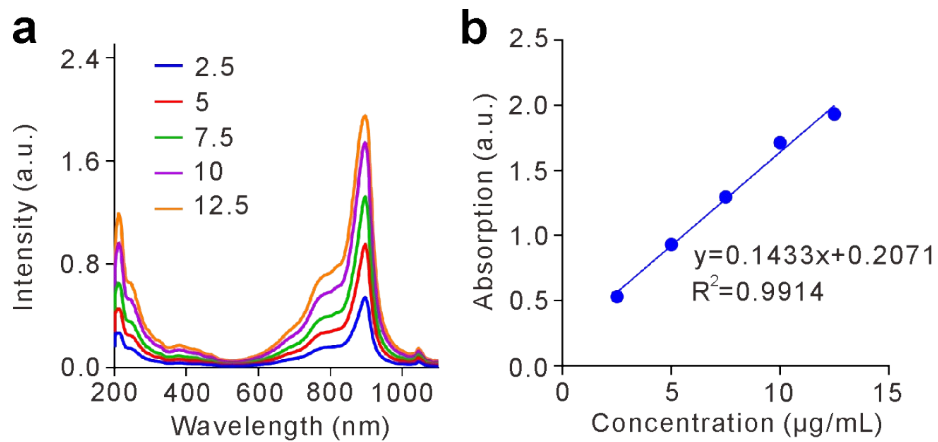 a
2.4
1.6
0.8
0.0
Intensity (a.u.)
2.5
5
7.5
10
12.5
200 400 600 800 1000
Wavelength (nm)
b
2.5
2.0
1.5
1.0
0.5
0.0
Absorption (a.u.)
y=0.1433x+0.2071
R²=0.9914
0 5 10 15
Concentration (μg/mL)